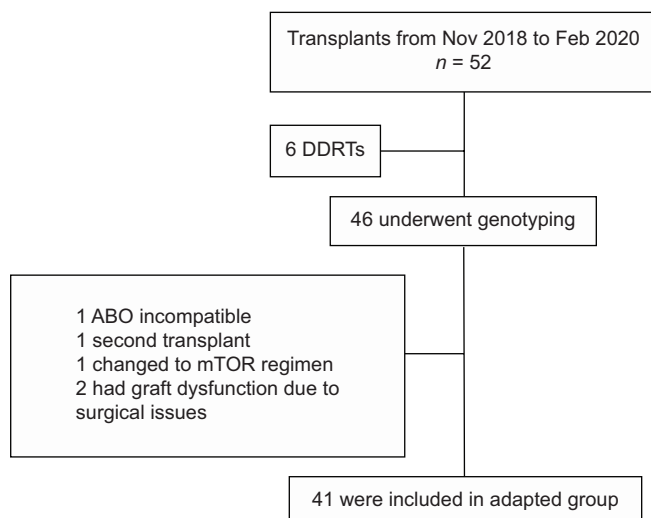 Transplants from Nov 2018 to Feb 2020
n = 52
6 DDRTs
46 underwent genotyping
1 ABO incompatible
1 second transplant
1 changed to mTOR regimen
2 had graft dysfunction due to
surgical issues
41 were included in adapted group